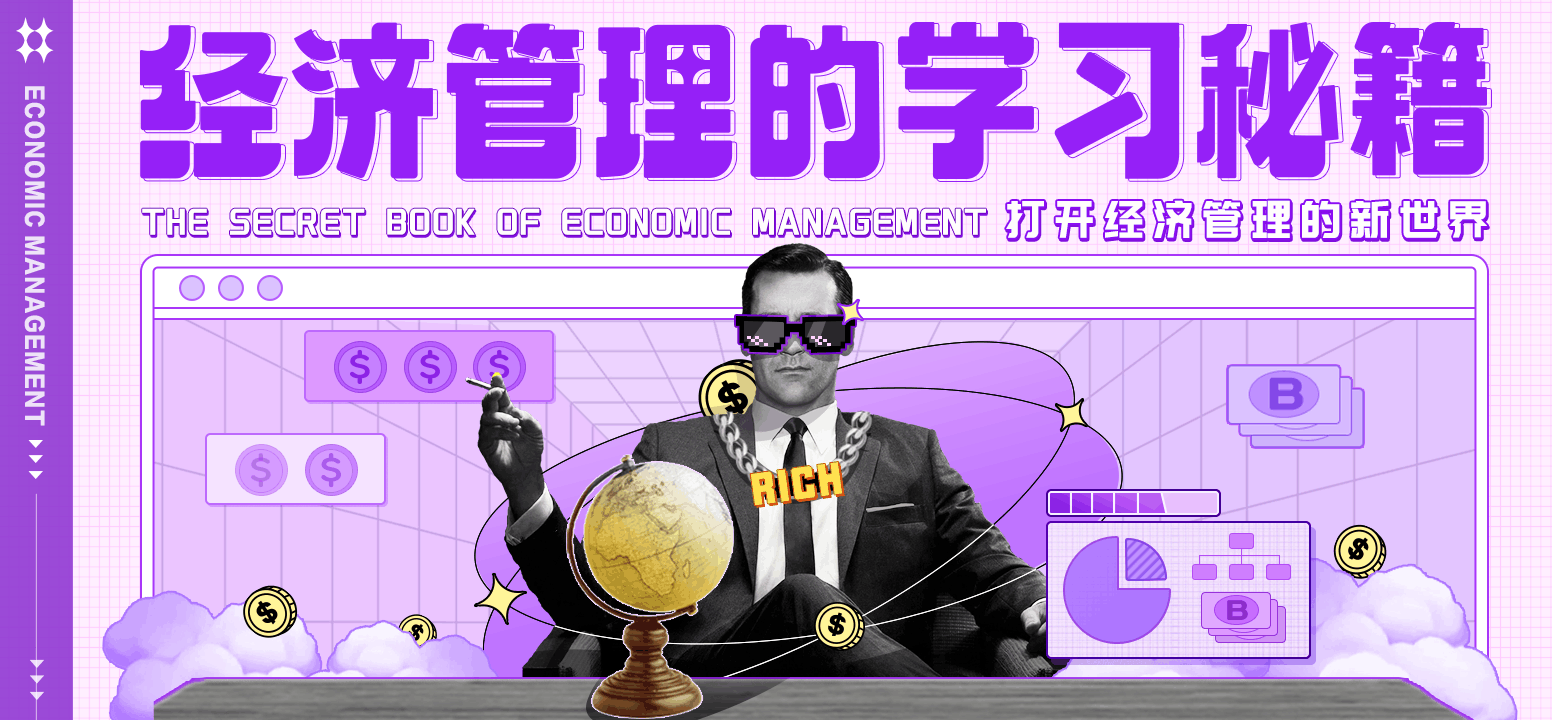 经济管理的学习秘籍
THE SECRET BOOK OF ECONOMIC MANAGEMENT 打开经济管理的新世界
ECONOMIC MANAGEMENT
$ $ $
$ $
$
RICH
B
B
$
$
$
$